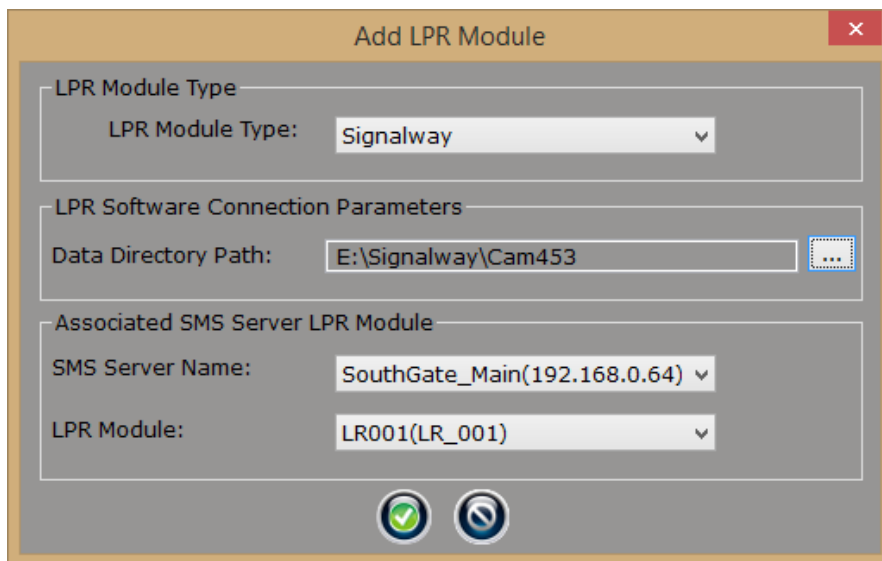 Add LPR Module
LPR Module Type
LPR Module Type: Signalway
LPR Software Connection Parameters
Data Directory Path: E:\Signalway\Cam453 ...
Associated SMS Server LPR Module
SMS Server Name: SouthGate_Main(192.168.0.64)
LPR Module: LR001(LR_001)